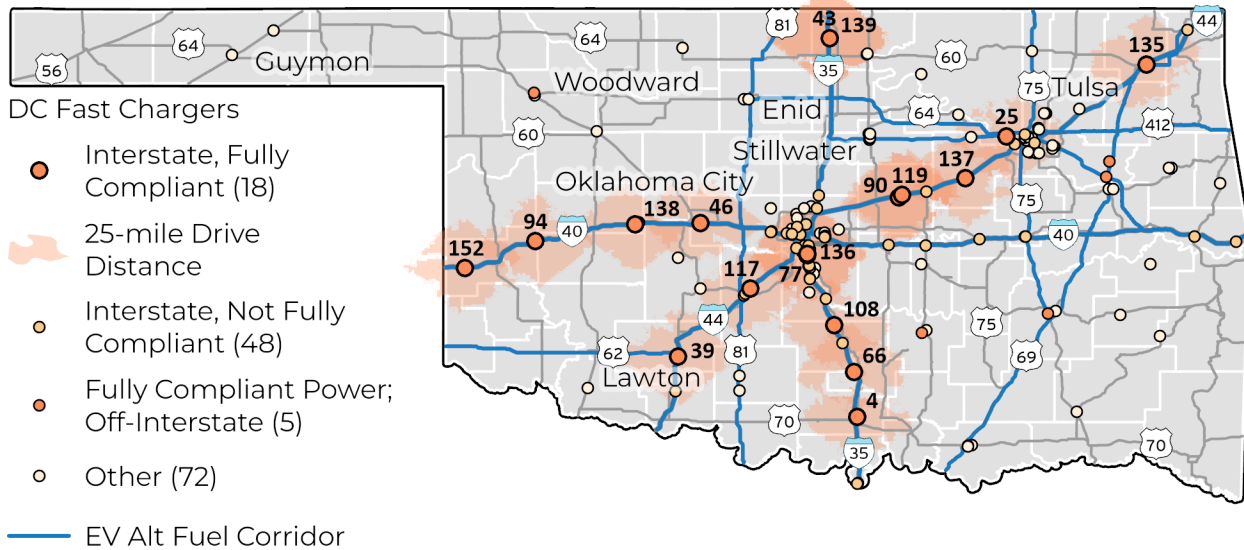 43
139
81
44
64
64
35
60
135
56
Guymon
Woodward
75
Tulsa
DC Fast Chargers
Enid
64
25
412
60
Stillwater
137
Interstate, Fully
Compliant (18)
Oklahoma City
90
119
75
138
46
94
40
40
25-mile Drive
Distance
152
136
117
77
Interstate, Not Fully
Compliant (48)
44
108
75
62
39
81
66
69
Lawton
Fully Compliant Power;
Off-Interstate (5)
4
70
70
35
Other (72)
EV Alt Fuel Corridor